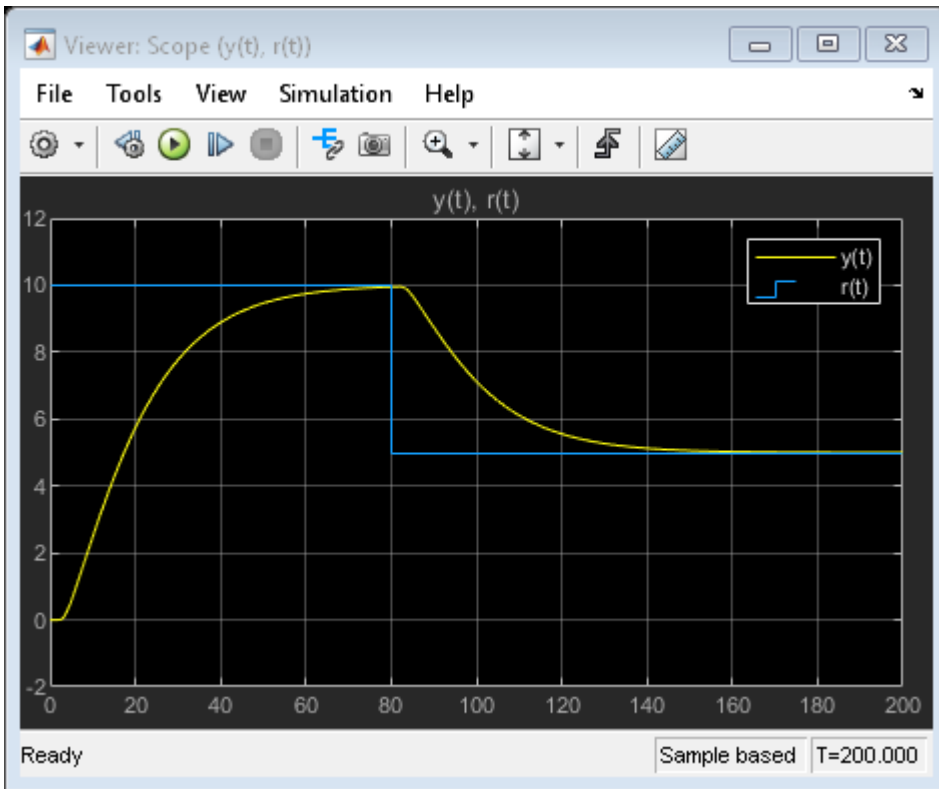 Viewer: Scope (y(t), r(t))
File Tools View Simulation Help
y(t), r(t)
12
10
8
6
4
2
0
-2
y(t)
r(t)
0 20 40 60 80 100 120 140 160 180 200
Ready Sample based T=200.000